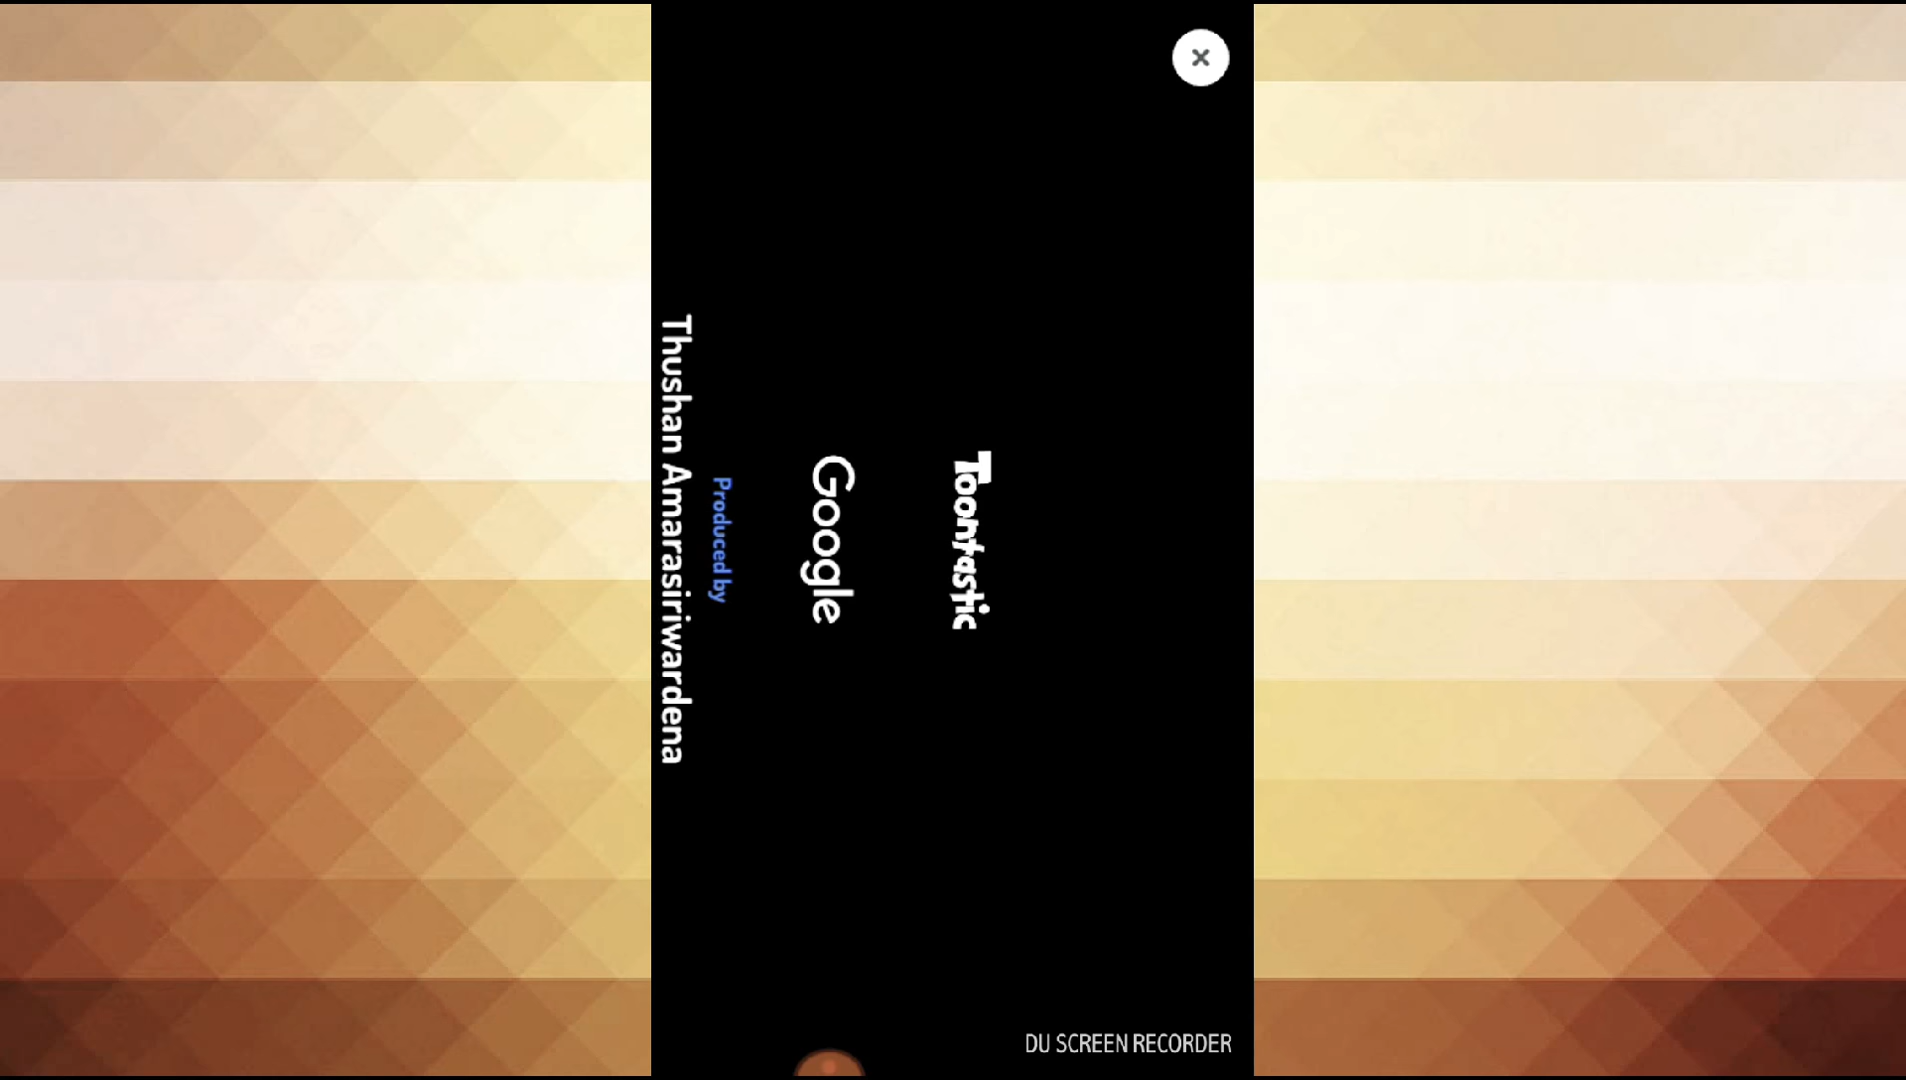 Toontastic
Google
Produced by
Thushan Amarasiriwardena
DU SCREEN RECORDER